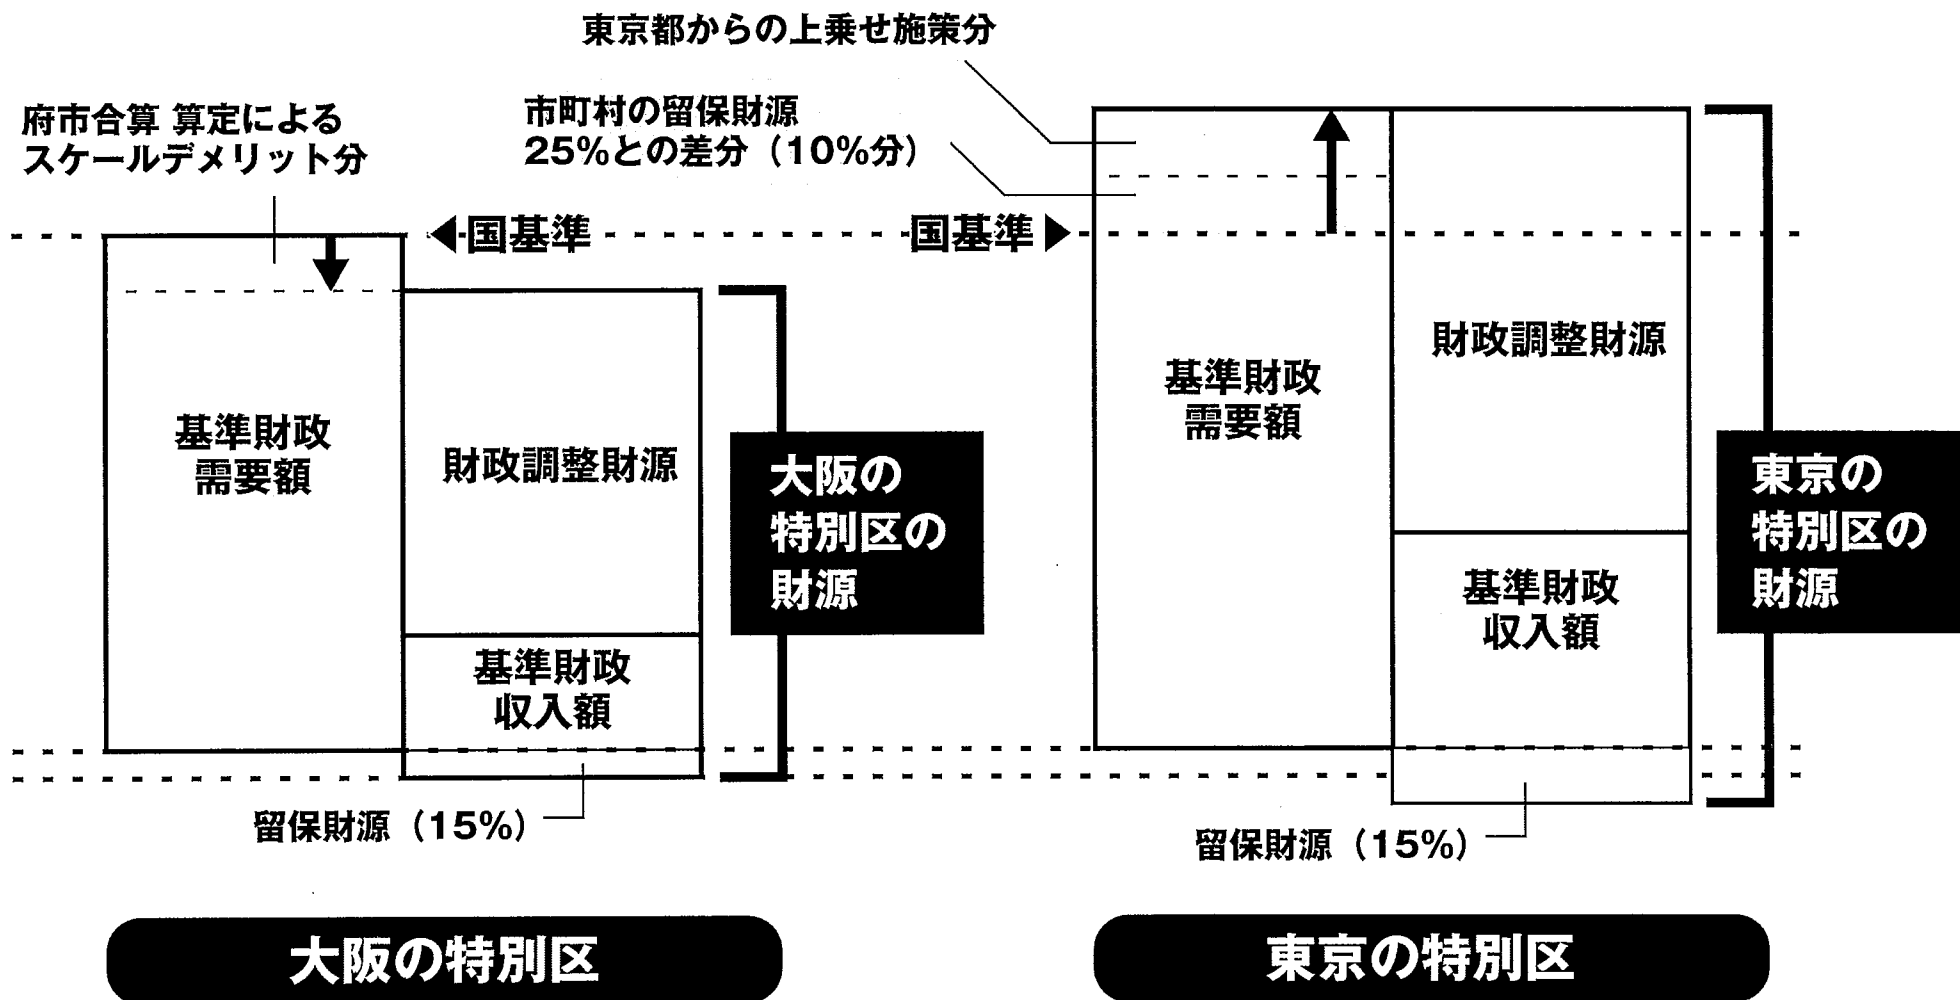 東京都からの上乗せ施策分
府市合算 算定による
スケールデメリット分
市町村の留保財源
25%との差分（10%分）
国基準
国基準
基準財政
需要額
財政調整財源
基準財政
収入額
大阪の
特別区の
財源
留保財源（15%）
基準財政
需要額
財政調整財源
基準財政
収入額
東京の
特別区の
財源
留保財源（15%）
大阪の特別区
東京の特別区